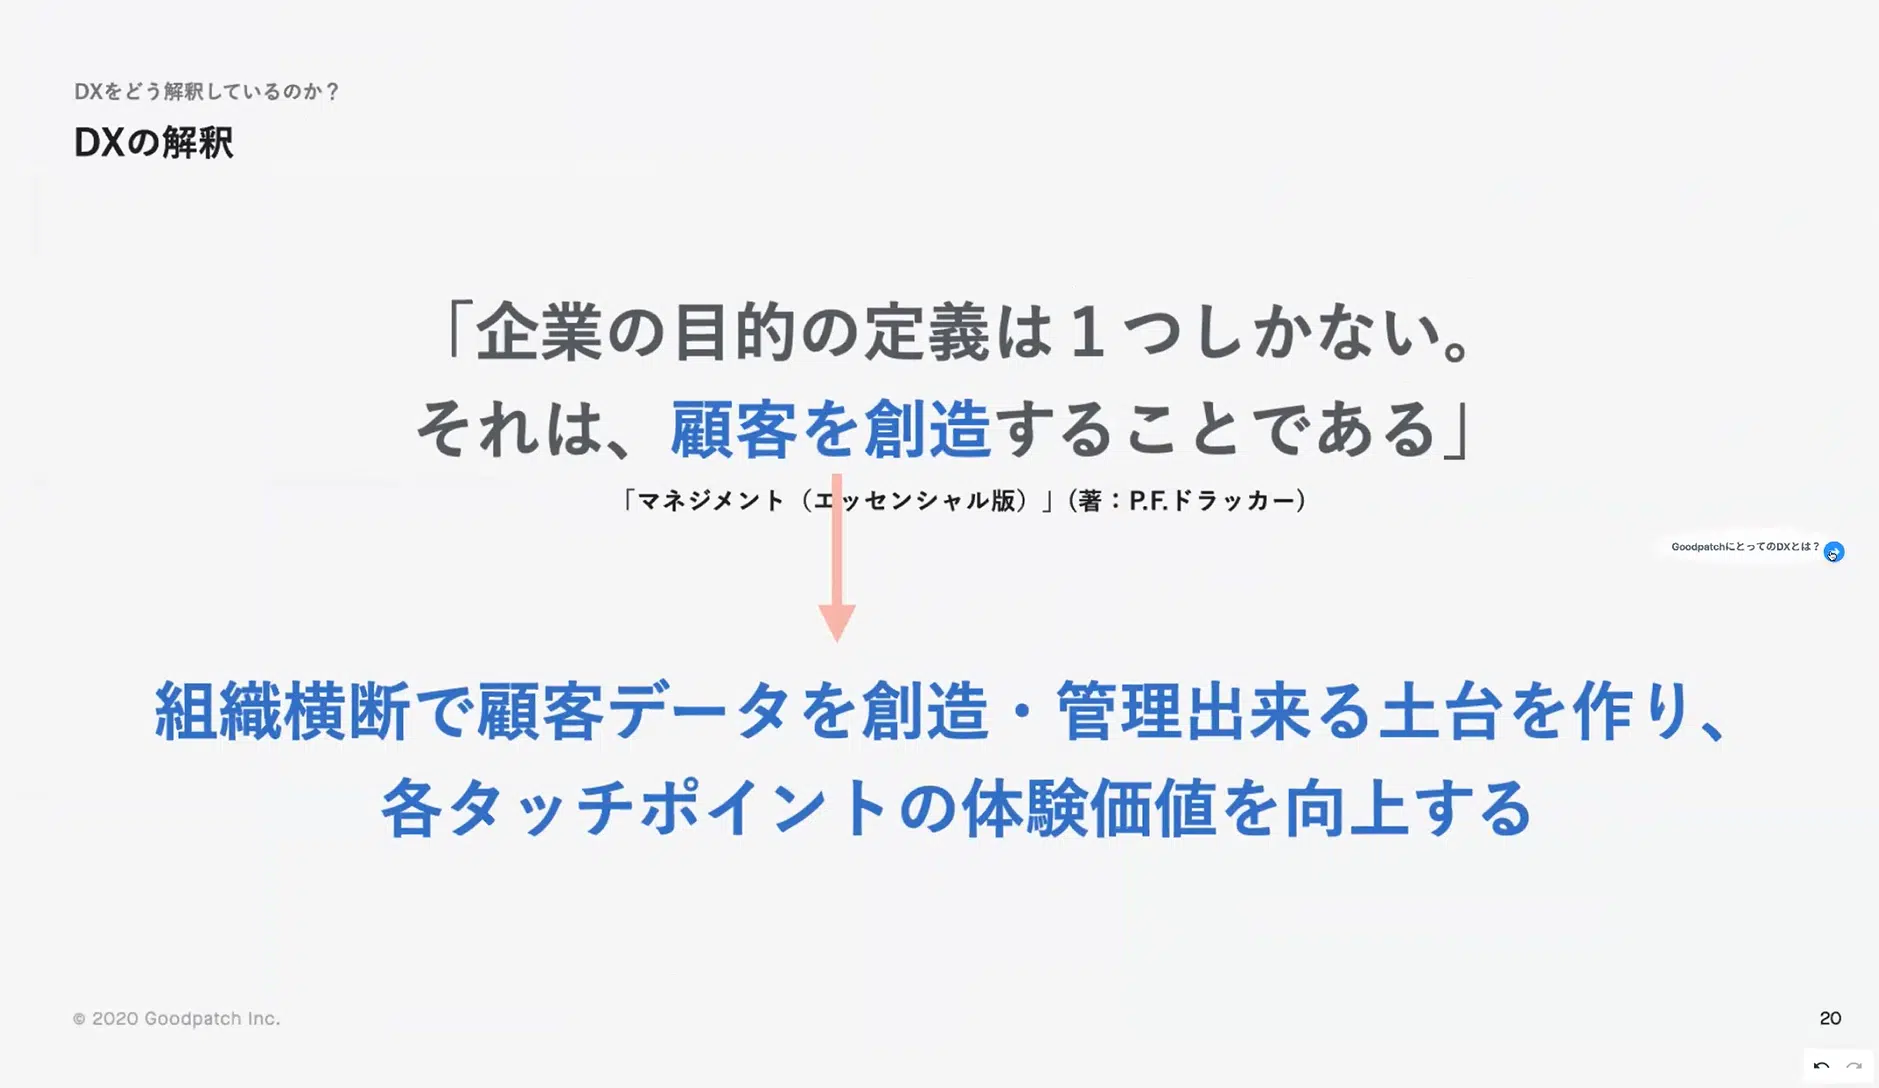 DXをどう解釈しているのか？
DXの解釈
「企業の目的の定義は１つしかない。
それは、顧客を創造することである」
「マネジメント（エッセンシャル版）」（著：P.F.ドラッカー）
GoodpatchにとってのDXとは？
組織横断で顧客データを創造・管理出来る土台を作り、
各タッチポイントの体験価値を向上する
© 2020 Goodpatch Inc.
20